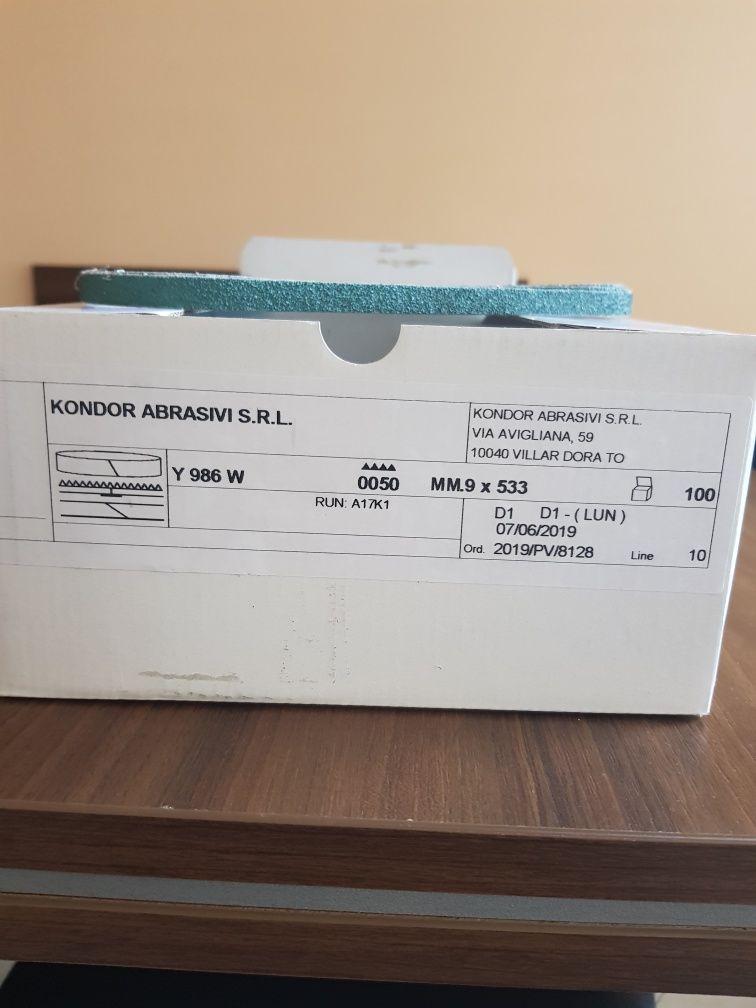 KONDOR ABRASIVI S.R.L.
KONDOR ABRASIVI S.R.L.
VIA AVIGLIANA, 59
10040 VILLAR DORA TO
Y 986 W
0050
MM.9 x 533
100
RUN: A17K1
D1 D1 - ( LUN )
07/06/2019
Ord. 2019/PV/8128
Line 10